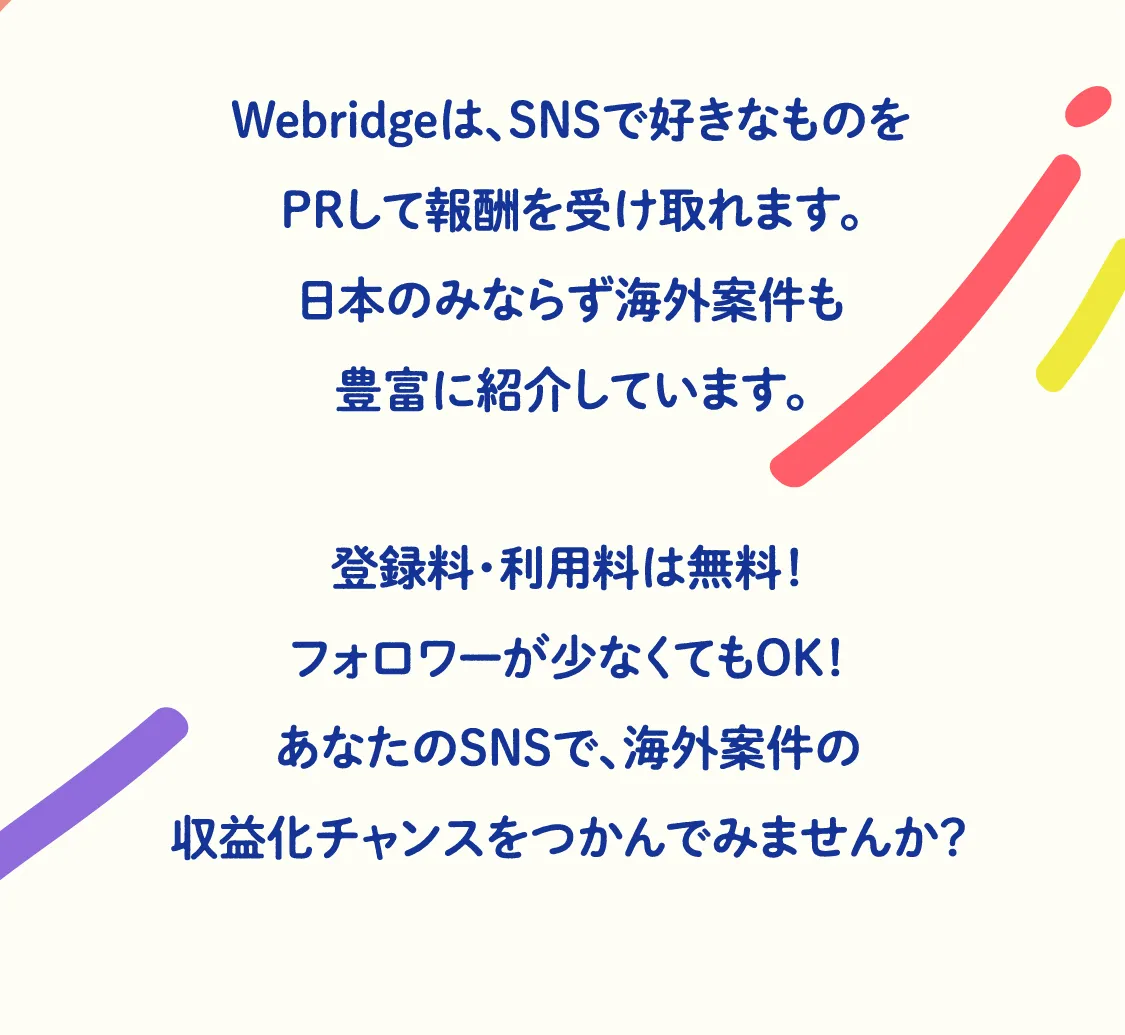 Webridgeは、SNSで好きなものを
PRして報酬を受け取れます。
日本のみならず海外案件も
豊富に紹介しています。
登録料・利用料は無料！
フォロワーが少なくてもOK！
あなたのSNSで、海外案件の
収益化チャンスをつかんでみませんか？